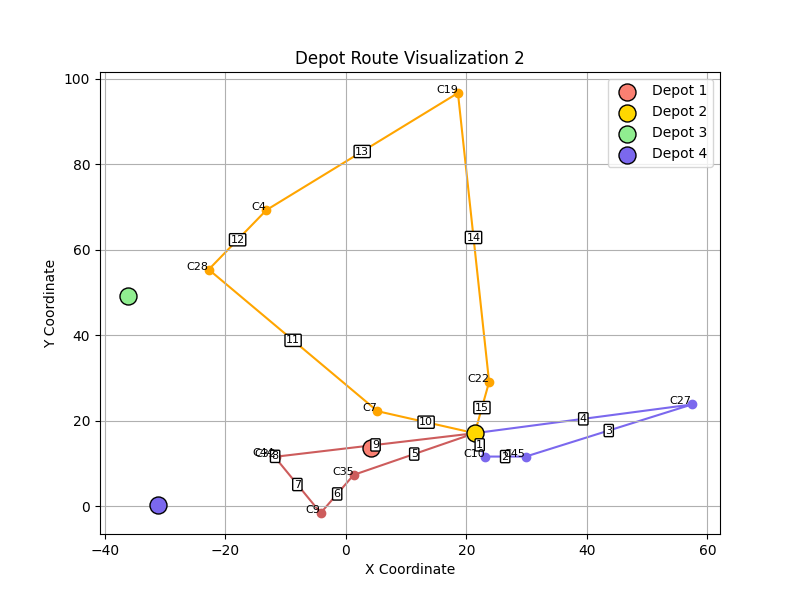 Depot Route Visualization 2
Depot 1
Depot 2
Depot 3
Depot 4
Y Coordinate
100
80
60
40
20
0
−40
−20
0
20
40
60
X Coordinate
C19
13
C4
12
C28
14
11
C22
C27
C7
15
10
4
3
1
9
5
C10
2
C45
8
C35
7
6
C9